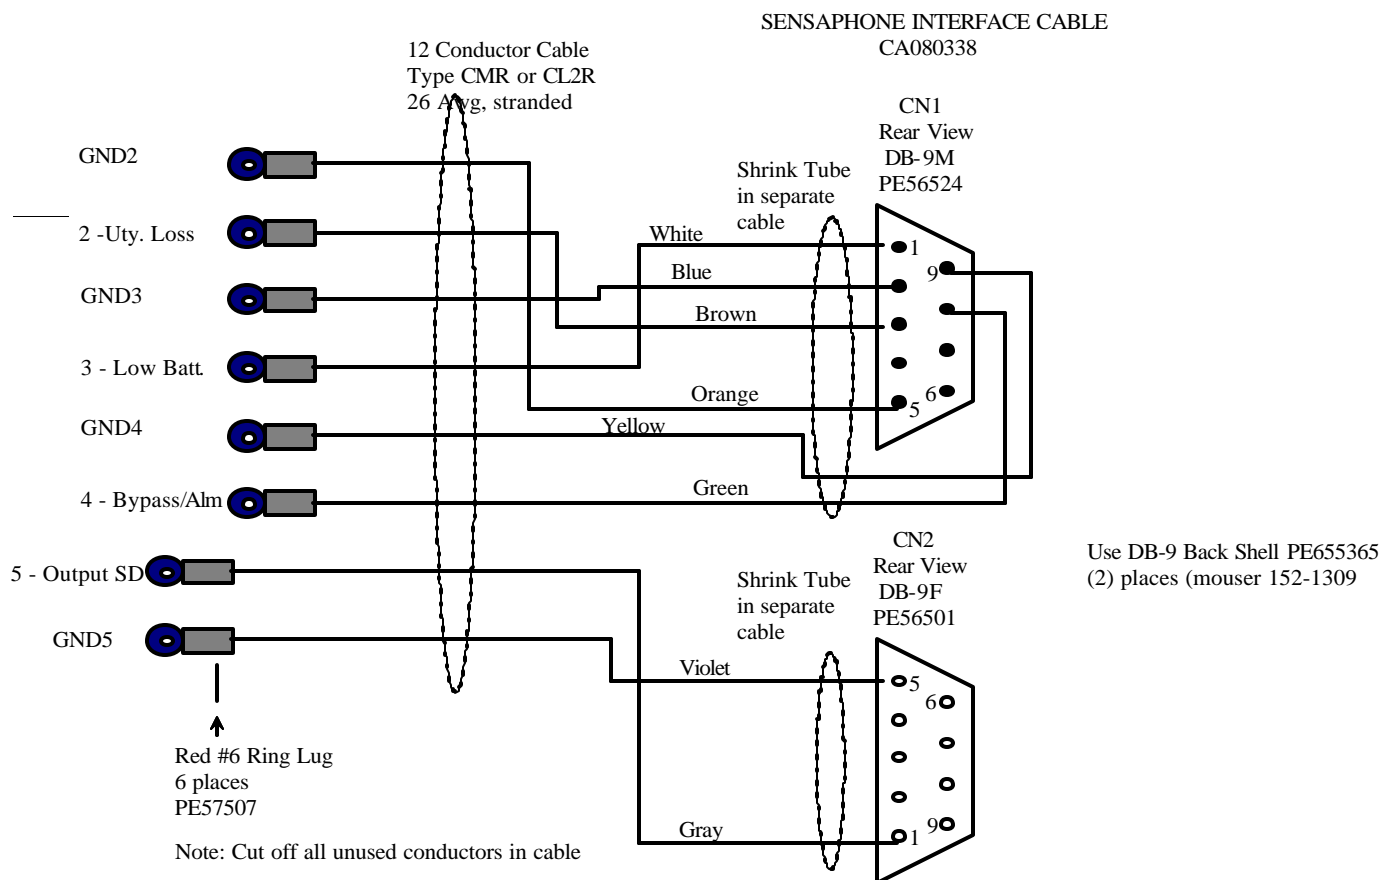 SENSAPHONE INTERFACE CABLE
CA080338
12 Conductor Cable
Type CMR or CL2R
26 Awg, stranded
CN1
Rear View
DB-9M
PE56524
Shrink Tube
in separate
cable
GND2
2 -Uty. Loss
GND3
3 - Low Batt.
GND4
4 - Bypass/Alm
5 - Output SD
GND5
White
Blue
Brown
Orange
Yellow
Green
1
9
6
5
CN2
Rear View
DB-9F
PE56501
Use DB-9 Back Shell PE655365
(2) places (mouser 152-1309
Shrink Tube
in separate
cable
Violet
Gray
5
6
9
1
Red #6 Ring Lug
6 places
PE57507
Note: Cut off all unused conductors in cable